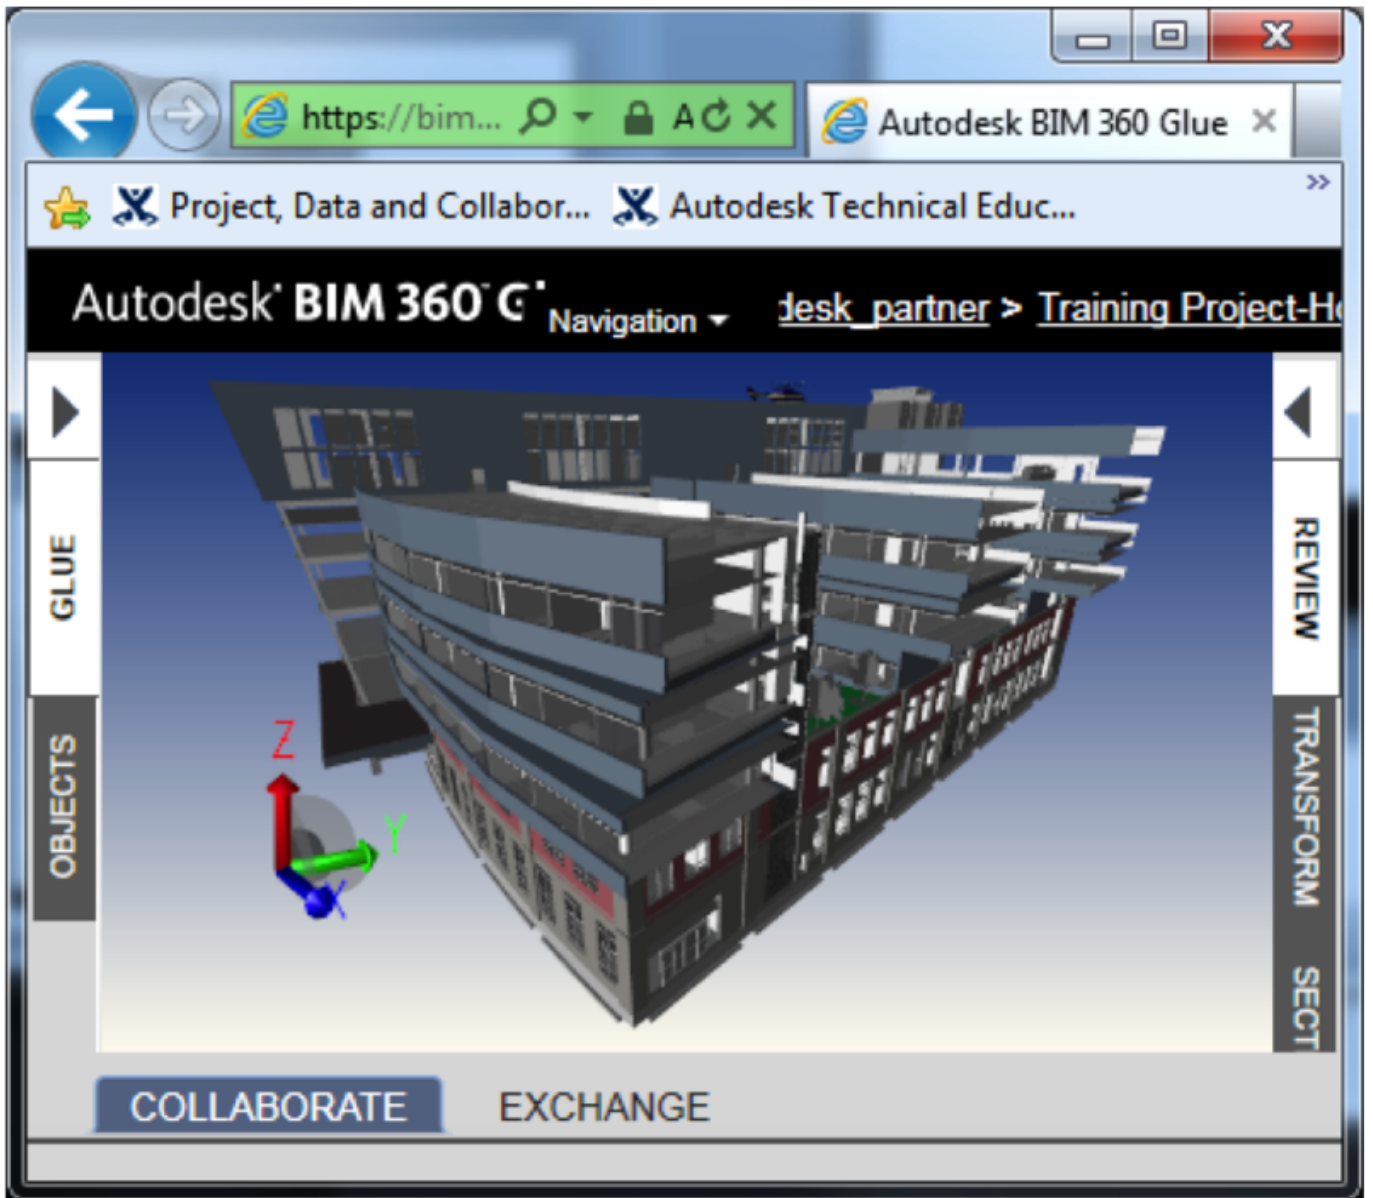 https://bim... A
Autodesk BIM 360 Glue
Project, Data and Collabor... Autodesk Technical Educ...
Autodesk BIM 360 G Navigation desk_partner > Training Project-Ho
GLUE
OBJECTS
REVIEW
TRANSFORM
SECT
Z
Y
X
COLLABORATE EXCHANGE